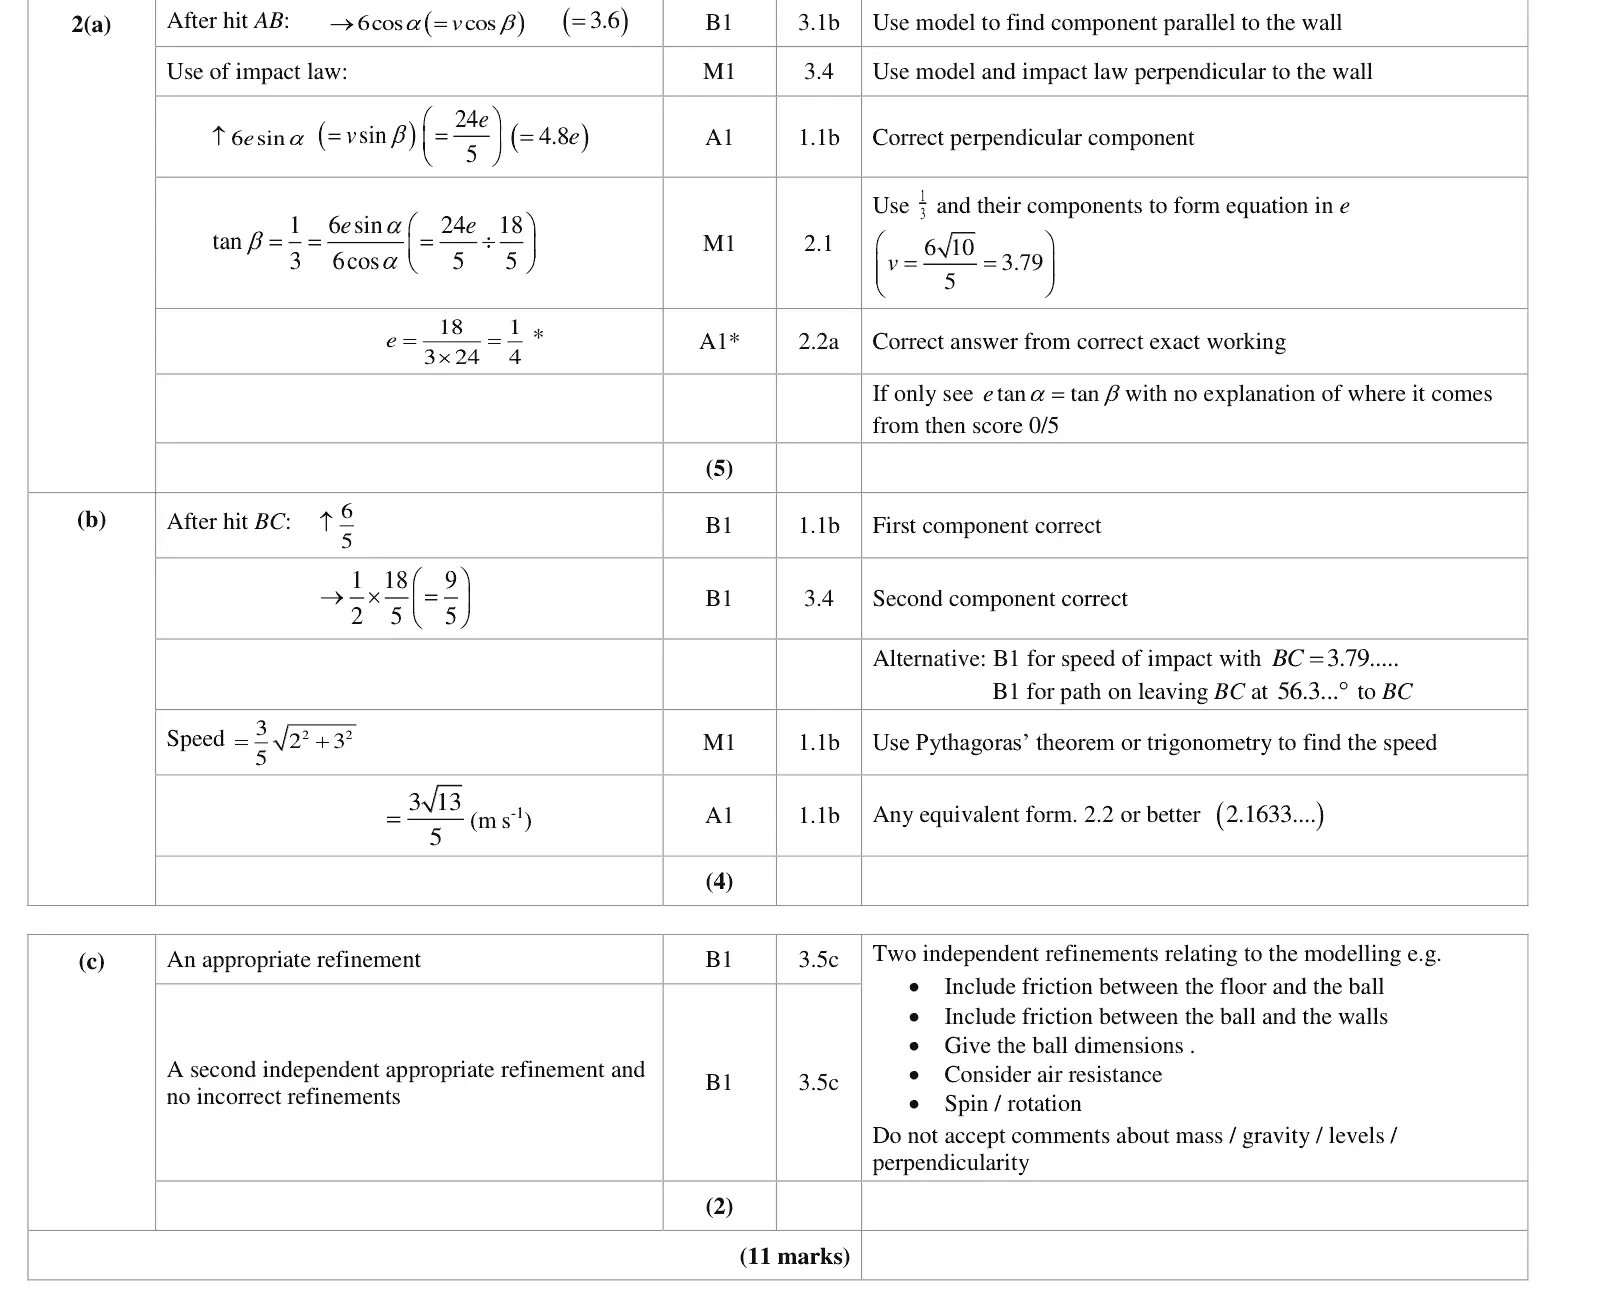 2(a) After hit AB: →6cosα(=vcosβ) (=3.6) B1 3.1b Use model to find component parallel to the wall
Use of impact law: M1 3.4 Use model and impact law perpendicular to the wall
↑6e sinα (=v sinβ)(=24e/5)(=4.8e) A1 1.1b Correct perpendicular component
tanβ = 1/3 = 6e sinα/6cosα (= 24e/5 ÷ 18/5) M1 2.1 Use 1/3 and their components to form equation in e
(v = 6√10/5 = 3.79)
e = 18/(3×24) = 1/4 * A1* 2.2a Correct answer from correct exact working
If only see e tanα = tanβ with no explanation of where it comes
from then score 0/5
(5)
(b) After hit BC: ↑ 6/5 B1 1.1b First component correct
→ 1/2 × 18/5 (= 9/5) B1 3.4 Second component correct
Alternative: B1 for speed of impact with BC = 3.79.....
B1 for path on leaving BC at 56.3...° to BC
Speed = 3/5 √(2² + 3²) M1 1.1b Use Pythagoras’ theorem or trigonometry to find the speed
= 3√13/5 (m s⁻¹) A1 1.1b Any equivalent form. 2.2 or better (2.1633....)
(4)
(c) An appropriate refinement B1 3.5c Two independent refinements relating to the modelling e.g.
• Include friction between the floor and the ball
• Include friction between the ball and the walls
• Give the ball dimensions .
A second independent appropriate refinement and
no incorrect refinements B1 3.5c
• Consider air resistance
• Spin / rotation
Do not accept comments about mass / gravity / levels /
perpendicularity
(2)
(11 marks)